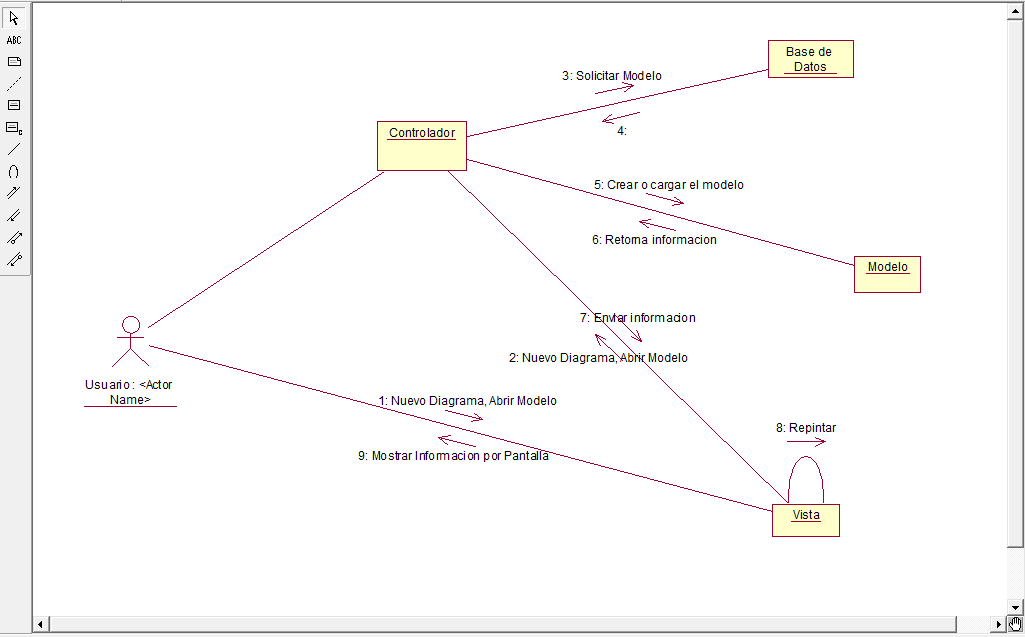 ABC
Base de
Datos
3: Solicitar Modelo
4:
Controlador
5: Crear o cargar el modelo
6: Retorna informacion
Modelo
7: Enviar informacion
2: Nuevo Diagrama, Abrir Modelo
Usuario : <Actor
Name>
1: Nuevo Diagrama, Abrir Modelo
8: Repintar
9: Mostrar Informacion por Pantalla
Vista